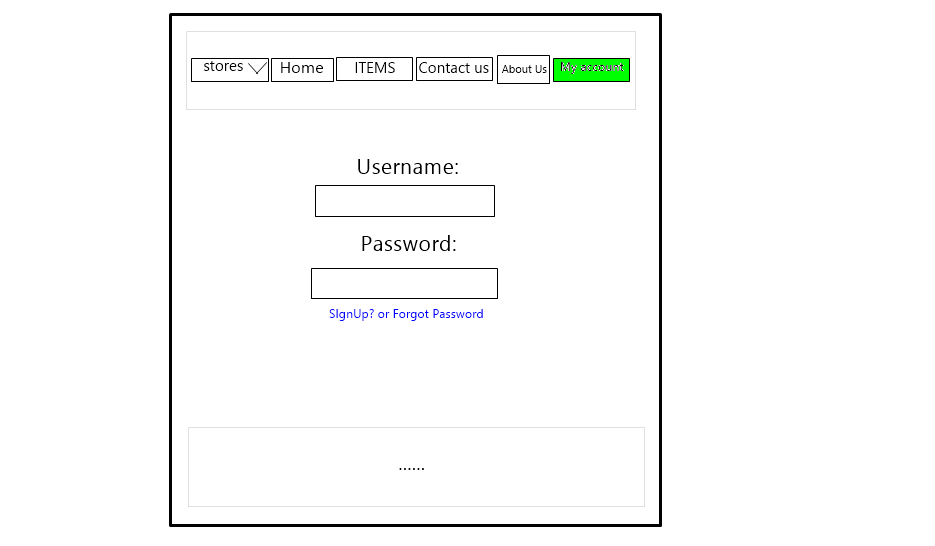 stores Home ITEMS Contact us About Us My account
Username:
Password:
SIgnUp? or Forgot Password
......